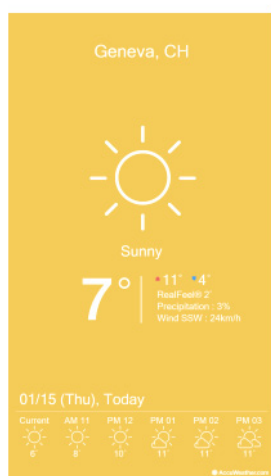 Geneva, CH
Sunny
7°
11° 4°
RealFeel® 2°
Precipitation : 3%
Wind SSW : 24km/h
01/15 (Thu), Today
Current AM 11 PM 12 PM 01 PM 02 PM 03
6° 8° 10° 11° 11° 11°
AccuWeather.com